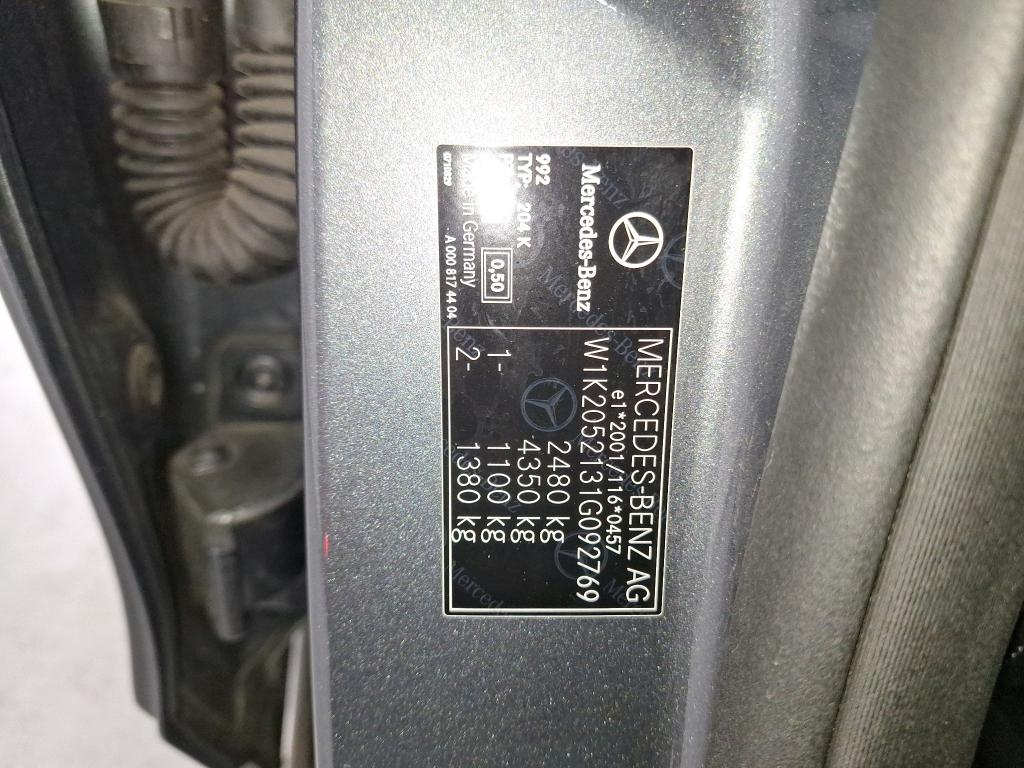 Mercedes-Benz
MERCEDES-BENZ AG
e1*2001/116*0457
W1K2052131G092769
2480 kg
4350 kg
1- 1100 kg
2- 1380 kg
992
TYP 204 K
0,50
Made in Germany
A 000 817 44 04